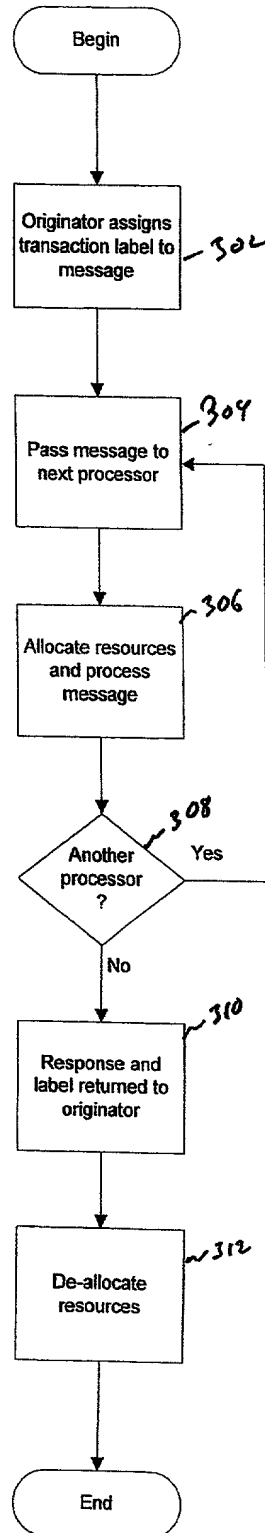 Begin
Originator assigns
transaction label to
message
302
Pass message to
next processor
304
Allocate resources
and process
message
306
Another
processor
?
308
Yes
No
Response and
label returned to
originator
310
De-allocate
resources
312
End